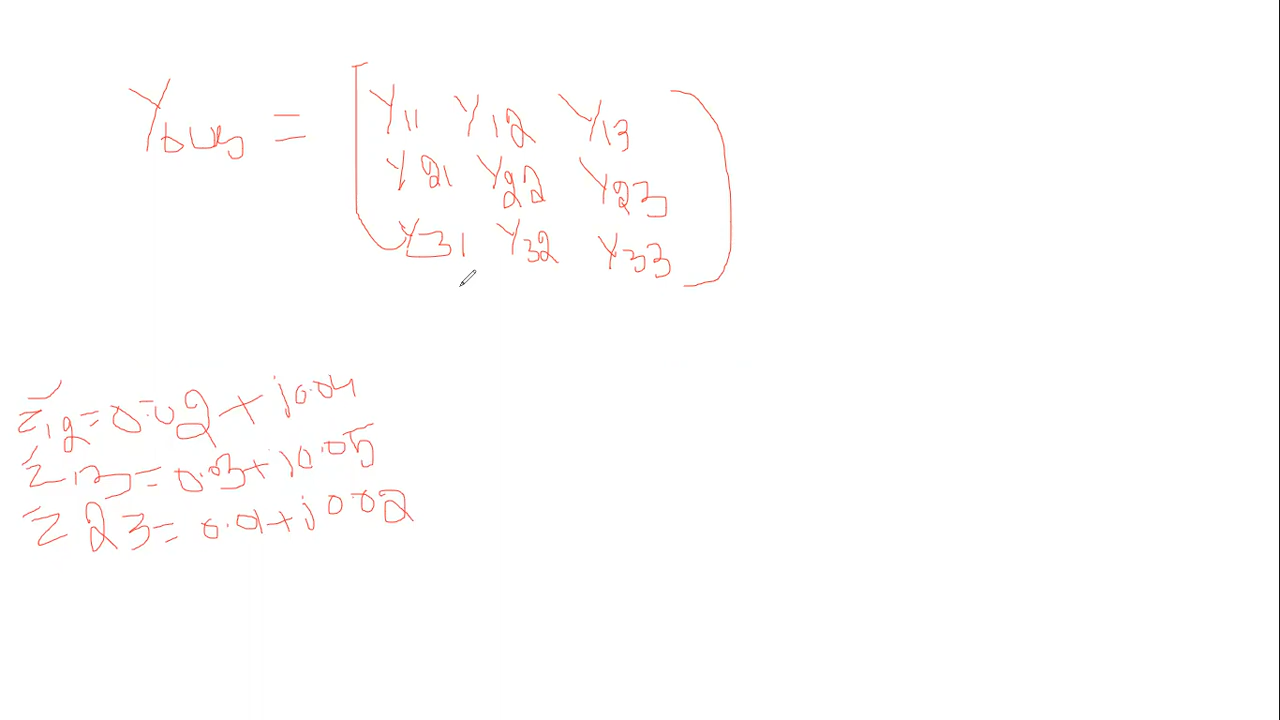 Ybus = [ Y11 Y12 Y13
Y21 Y22 Y23
Y31 Y32 Y33 ]
Z12 = 0.02 + j0.04
Z13 = 0.03 + j0.05
Z23 = 0.01 + j0.02